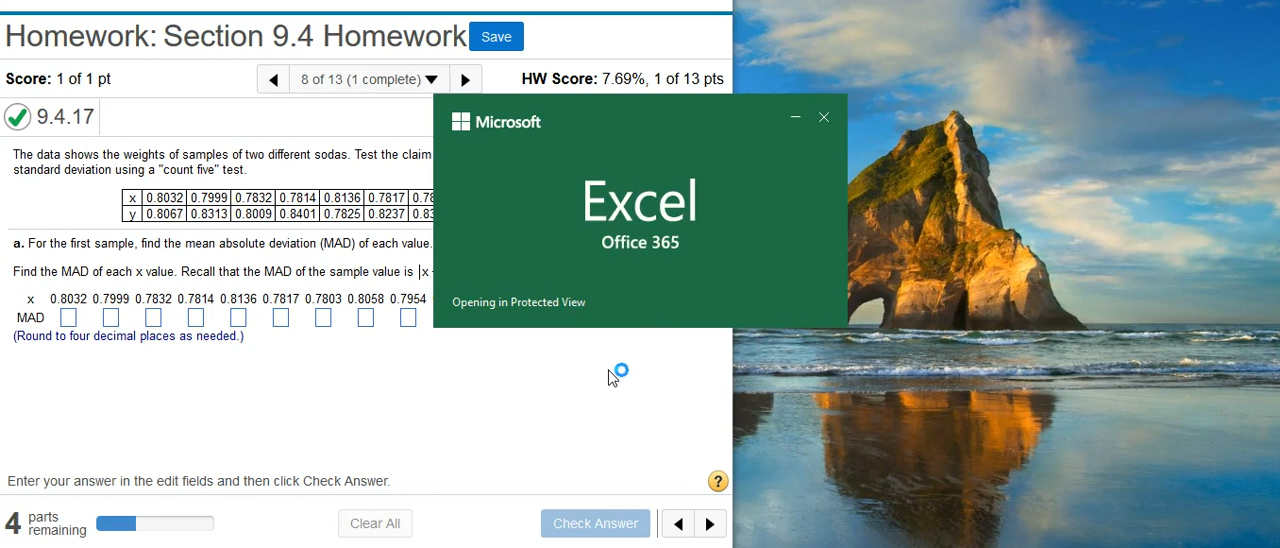 Homework: Section 9.4 Homework Save
Score: 1 of 1 pt 8 of 13 (1 complete) HW Score: 7.69%, 1 of 13 pts
9.4.17
Microsoft
Excel
Office 365
Opening in Protected View
The data shows the weights of samples of two different sodas. Test the claim
standard deviation using a "count five" test.
x 0.8032 0.7999 0.7832 0.7814 0.8136 0.7817 0.78
y 0.8067 0.8313 0.8009 0.8401 0.7825 0.8237 0.83
a. For the first sample, find the mean absolute deviation (MAD) of each value.
Find the MAD of each x value. Recall that the MAD of the sample value is |x
x 0.8032 0.7999 0.7832 0.7814 0.8136 0.7817 0.7803 0.8058 0.7954
MAD
(Round to four decimal places as needed.)
Enter your answer in the edit fields and then click Check Answer. ?
4 parts remaining Clear All Check Answer